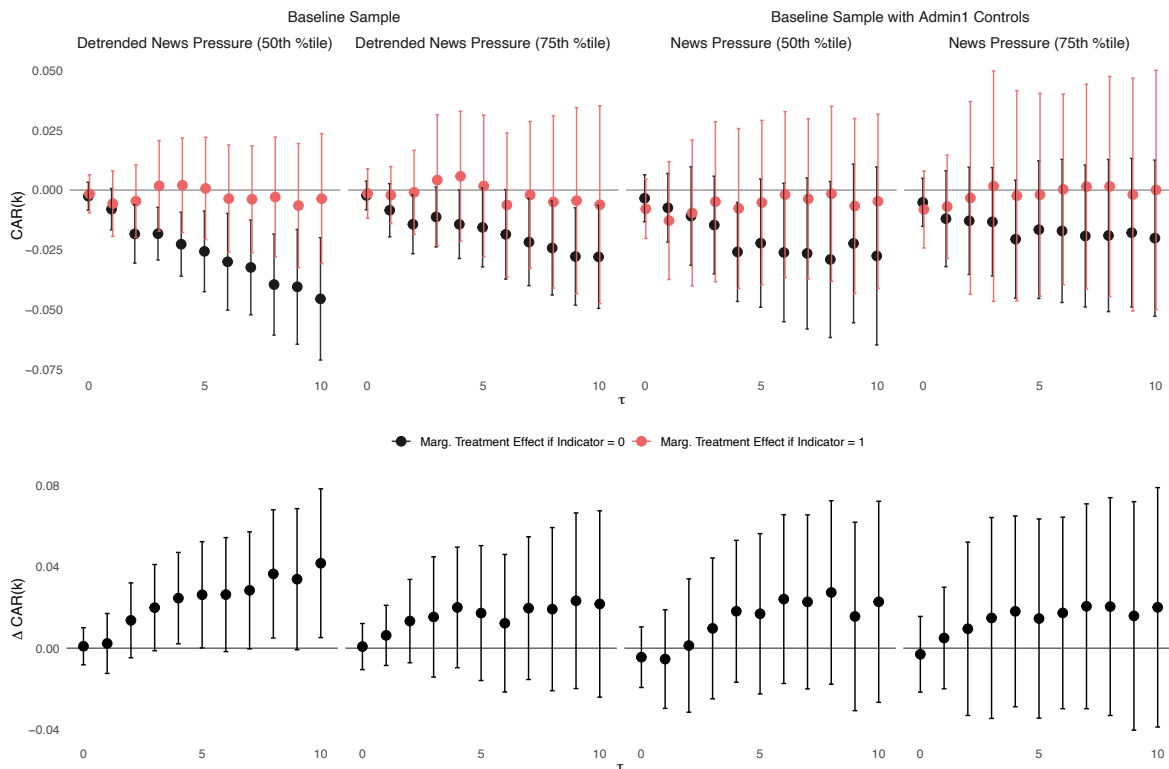 Baseline Sample
Baseline Sample with Admin1 Controls
Detrended News Pressure (50th %tile)
Detrended News Pressure (75th %tile)
News Pressure (50th %tile)
News Pressure (75th %tile)
CAR(k)
0.050
0.025
0.000
−0.025
−0.050
−0.075
0 5 10
0 5 10
0 5 10
0 5 10
τ
Marg. Treatment Effect if Indicator = 0
Marg. Treatment Effect if Indicator = 1
Δ CAR(k)
0.08
0.04
0.00
−0.04
0 5 10
0 5 10
0 5 10
0 5 10
τ